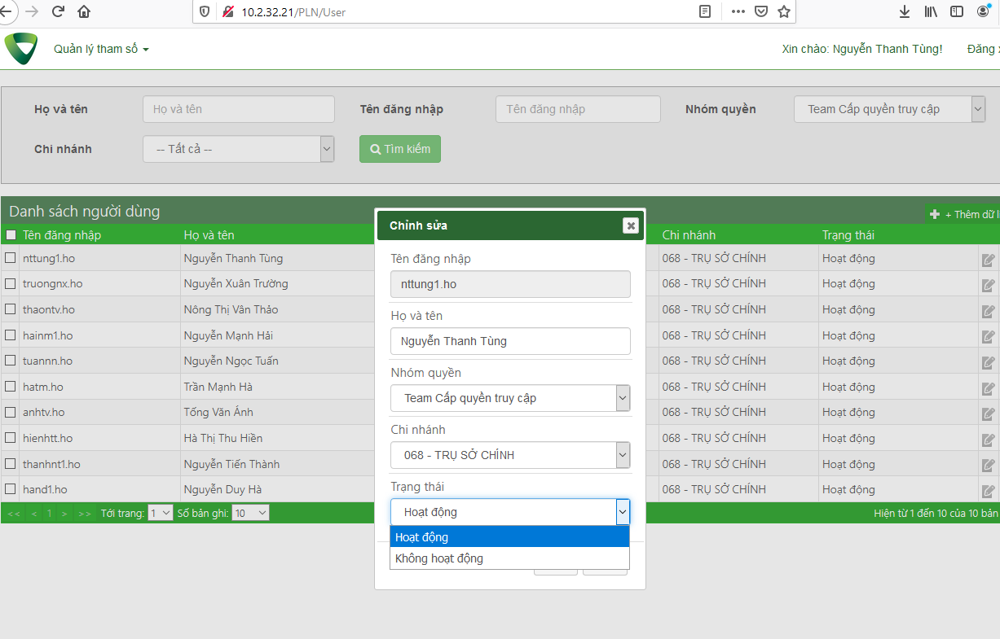 10.2.32.21/PLN/User
Quản lý tham số
Xin chào: Nguyễn Thanh Tùng!
Đăng
Họ và tên
Họ và tên
Tên đăng nhập
Tên đăng nhập
Nhóm quyền
Team Cấp quyền truy cập
Chi nhánh
-- Tất cả --
Tìm kiếm
Danh sách người dùng
+ Thêm dữ
Tên đăng nhập Họ và tên Chi nhánh Trạng thái
nttung1.ho Nguyễn Thanh Tùng 068 - TRỤ SỞ CHÍNH Hoạt động
truongnx.ho Nguyễn Xuân Trường 068 - TRỤ SỞ CHÍNH Hoạt động
thaontv.ho Nông Thị Vân Thảo 068 - TRỤ SỞ CHÍNH Hoạt động
hainm1.ho Nguyễn Mạnh Hải 068 - TRỤ SỞ CHÍNH Hoạt động
tuannn.ho Nguyễn Ngọc Tuấn 068 - TRỤ SỞ CHÍNH Hoạt động
hatm.ho Trần Mạnh Hà 068 - TRỤ SỞ CHÍNH Hoạt động
anhtv.ho Tống Văn Ánh 068 - TRỤ SỞ CHÍNH Hoạt động
hienhtt.ho Hà Thị Thu Hiền 068 - TRỤ SỞ CHÍNH Hoạt động
thanhnt1.ho Nguyễn Tiến Thành 068 - TRỤ SỞ CHÍNH Hoạt động
hand1.ho Nguyễn Duy Hà 068 - TRỤ SỞ CHÍNH Hoạt động
<< < 1 > >> Tới trang: 1 Số bản ghi: 10 Hiện từ 1 đến 10 của 10 bản
Chỉnh sửa
Tên đăng nhập
nttung1.ho
Họ và tên
Nguyễn Thanh Tùng
Nhóm quyền
Team Cấp quyền truy cập
Chi nhánh
068 - TRỤ SỞ CHÍNH
Trạng thái
Hoạt động
Hoạt động
Không hoạt động